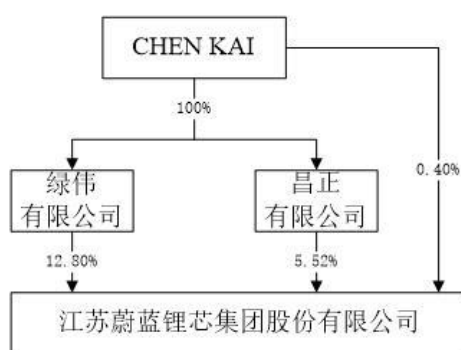 CHEN KAI
100%
绿伟
有限公司
昌正
有限公司
0.40%
12.80%
5.52%
江苏蔚蓝锂芯集团股份有限公司